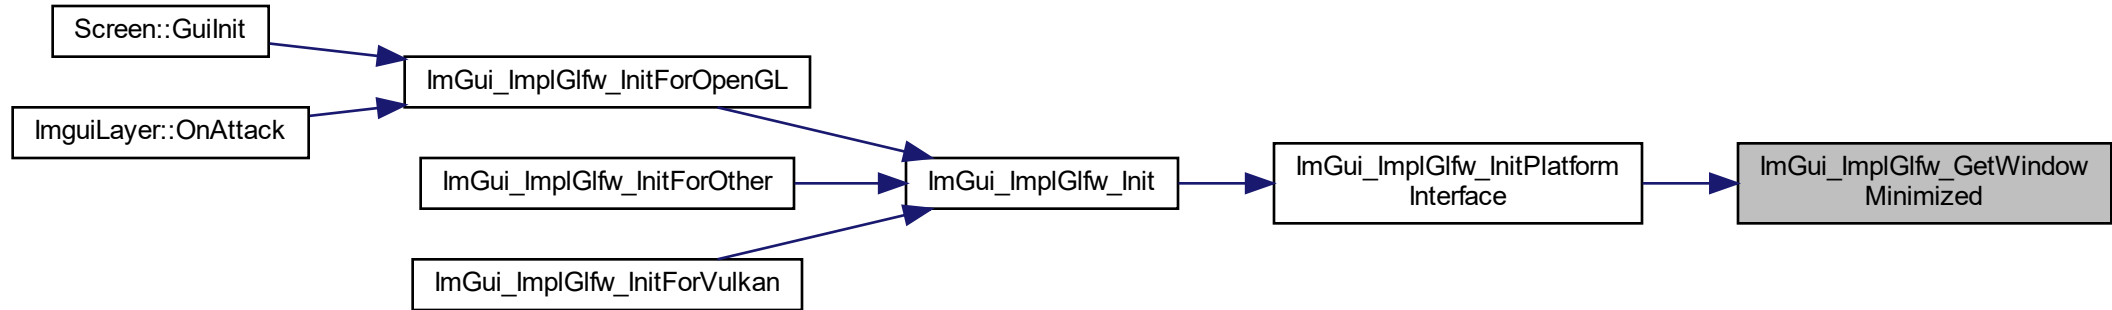 Screen::GuiInit
ImguiLayer::OnAttack
ImGui_ImplGlfw_InitForOpenGL
ImGui_ImplGlfw_InitForOther
ImGui_ImplGlfw_InitForVulkan
ImGui_ImplGlfw_Init
ImGui_ImplGlfw_InitPlatform
Interface
ImGui_ImplGlfw_GetWindow
Minimized